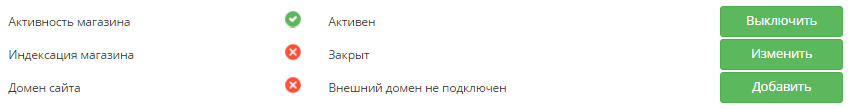 Активность магазина Активен Выключить
Индексация магазина Закрыт Изменить
Домен сайта Внешний домен не подключен Добавить